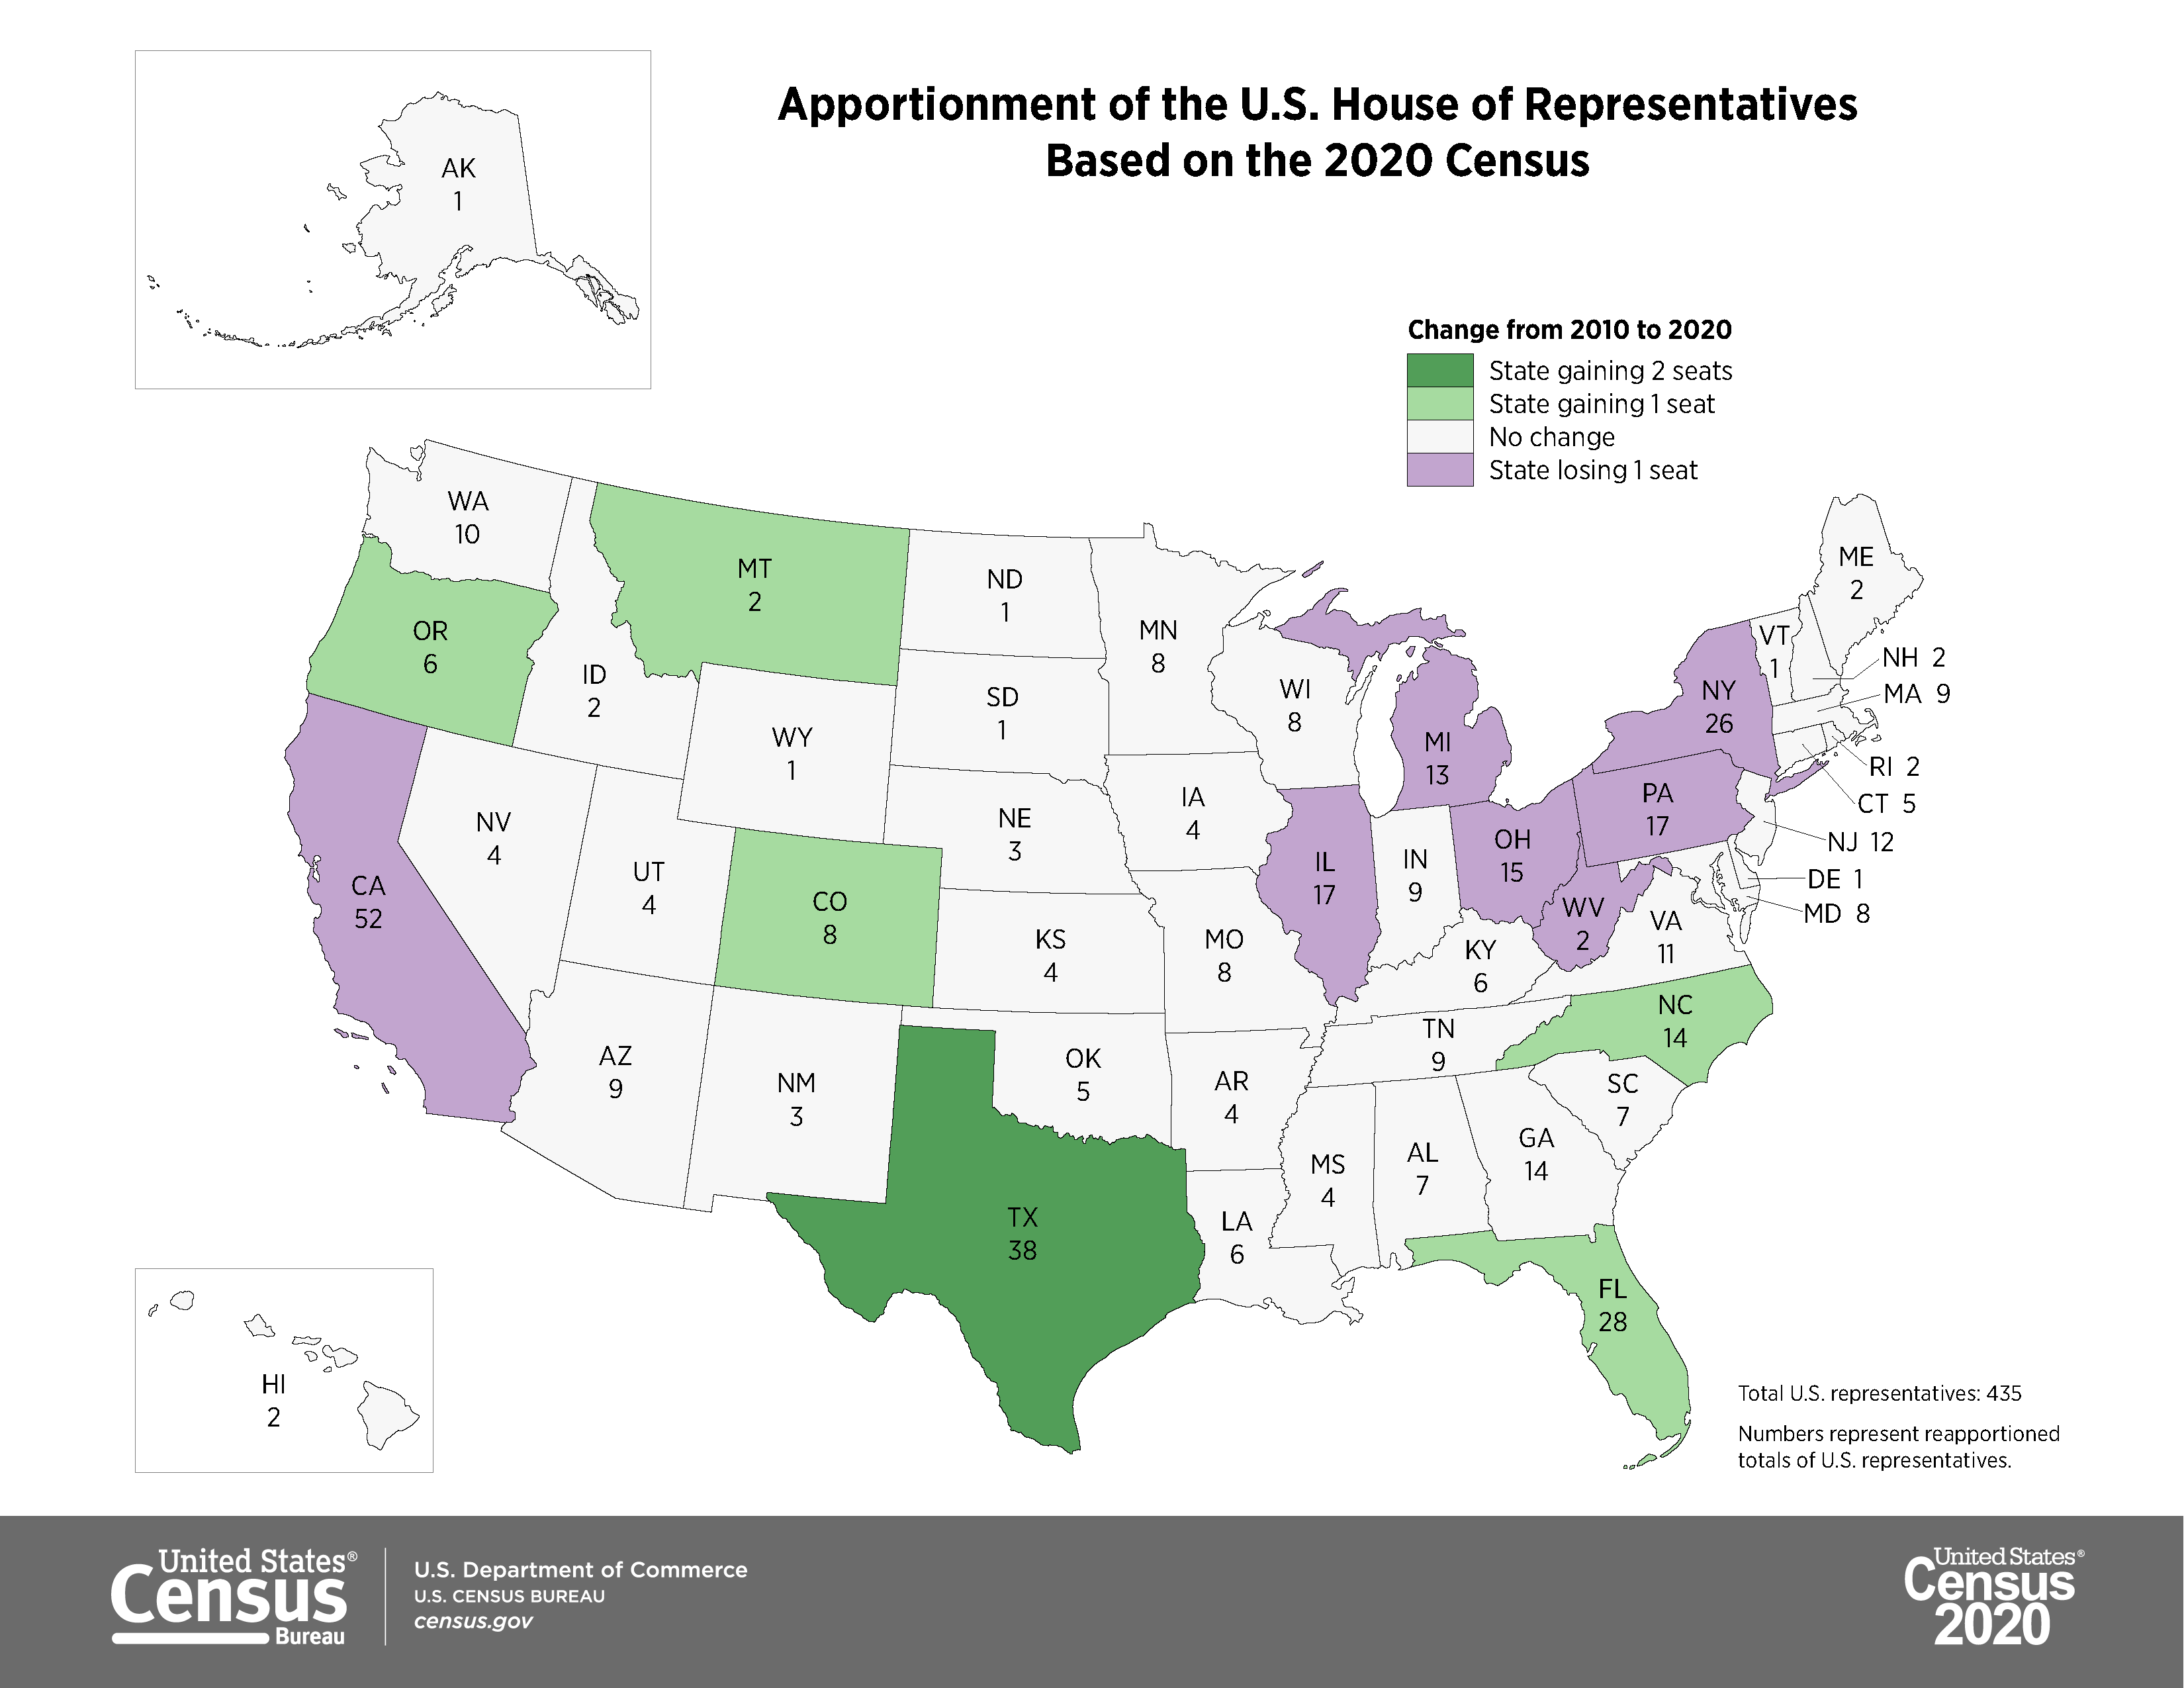 Apportionment of the U.S. House of Representatives
Based on the 2020 Census
AK
1
Change from 2010 to 2020
State gaining 2 seats
State gaining 1 seat
No change
State losing 1 seat
WA
10
OR
6
MT
2
ID
2
ND
1
MN
8
SD
1
WI
8
WY
1
MI
13
NY
26
VT
1
ME
2
NH 2
MA 9
RI 2
CT 5
NJ 12
DE 1
MD 8
PA
17
CA
52
NV
4
UT
4
CO
8
NE
3
IA
4
IL
17
IN
9
OH
15
WV
2
VA
11
KS
4
MO
8
KY
6
NC
14
TN
9
SC
7
AZ
9
NM
3
OK
5
AR
4
MS
4
AL
7
GA
14
TX
38
LA
6
FL
28
HI
2
Total U.S. representatives: 435
Numbers represent reapportioned
totals of U.S. representatives.
United States®
Census
Bureau
U.S. Department of Commerce
U.S. CENSUS BUREAU
census.gov
United States®
Census
2020